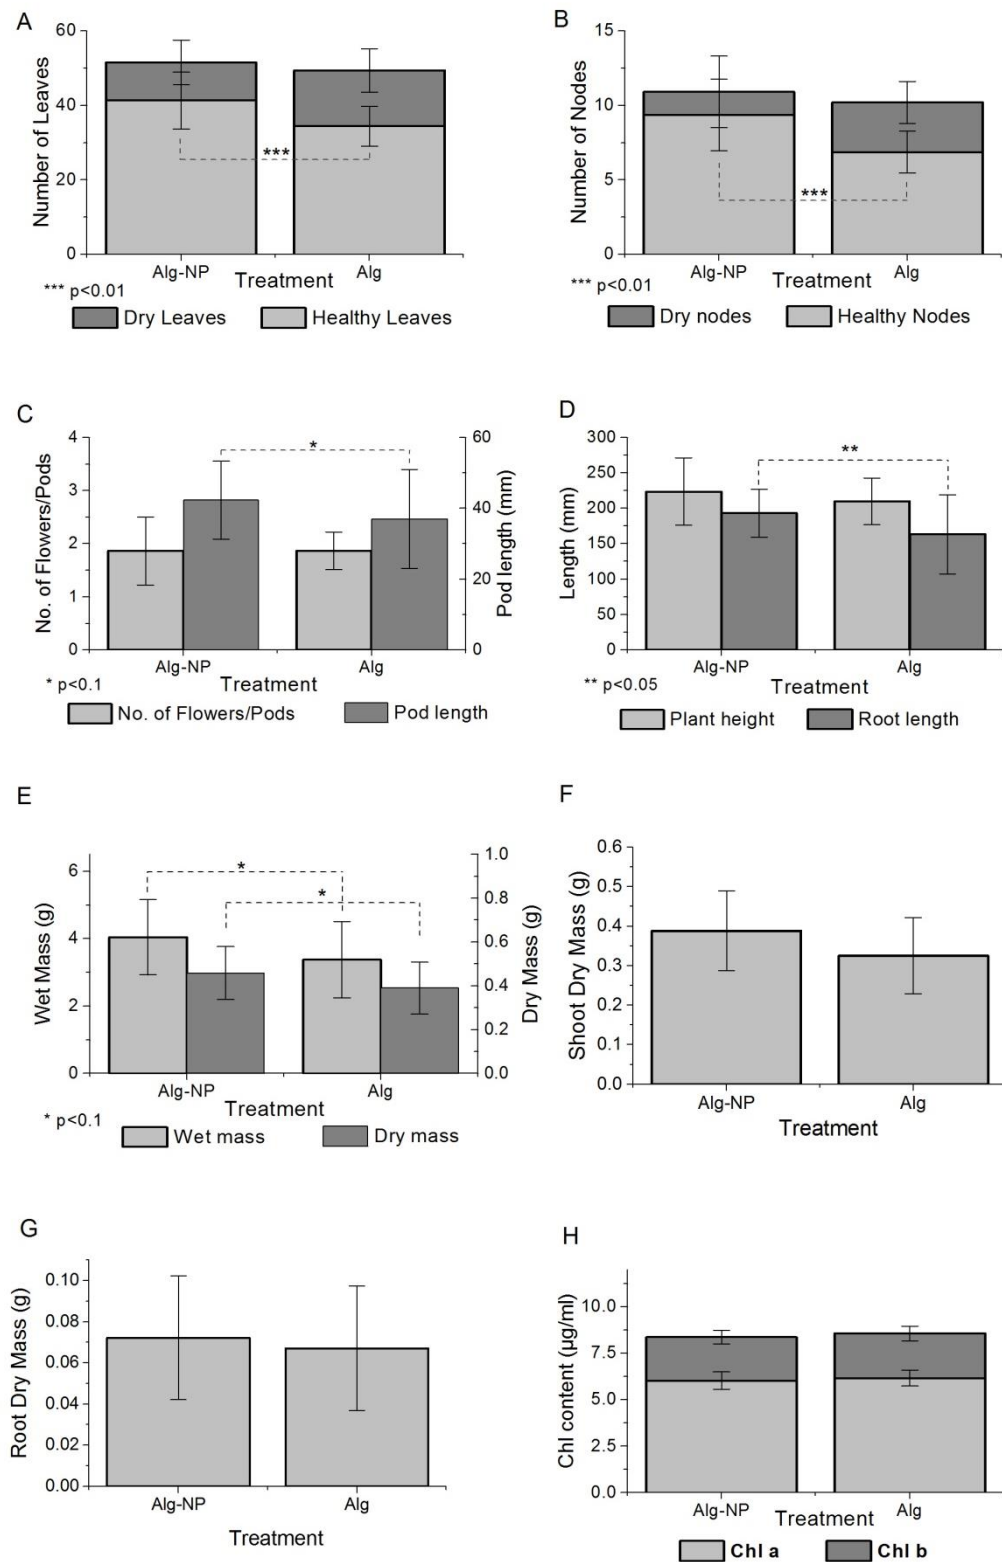 A
60
40
20
0
Number of Leaves
***
Alg-NP Treatment Alg
*** p<0.01
Dry Leaves Healthy Leaves
B
15
10
5
0
Number of Nodes
***
Alg-NP Treatment Alg
*** p<0.01
Dry nodes Healthy Nodes
C
4
3
2
1
0
No. of Flowers/Pods
60
40
20
0
Pod length (mm)
*
Alg-NP Alg
Treatment
* p<0.1
No. of Flowers/Pods Pod length
D
300
250
200
150
100
50
0
Length (mm)
**
Alg-NP Alg
Treatment
** p<0.05
Plant height Root length
E
6
4
2
0
Wet Mass (g)
1.0
0.8
0.6
0.4
0.2
0.0
Dry Mass (g)
*
*
Alg-NP Alg
Treatment
* p<0.1
Wet mass Dry mass
F
0.6
0.5
0.4
0.3
0.2
0.1
0.0
Shoot Dry Mass (g)
Alg-NP Alg
Treatment
G
0.10
0.08
0.06
0.04
0.02
0.00
Root Dry Mass (g)
Alg-NP Alg
Treatment
H
10.0
7.5
5.0
2.5
0.0
Chl content (µg/ml)
Alg-NP Treatment Alg
Chl a Chl b